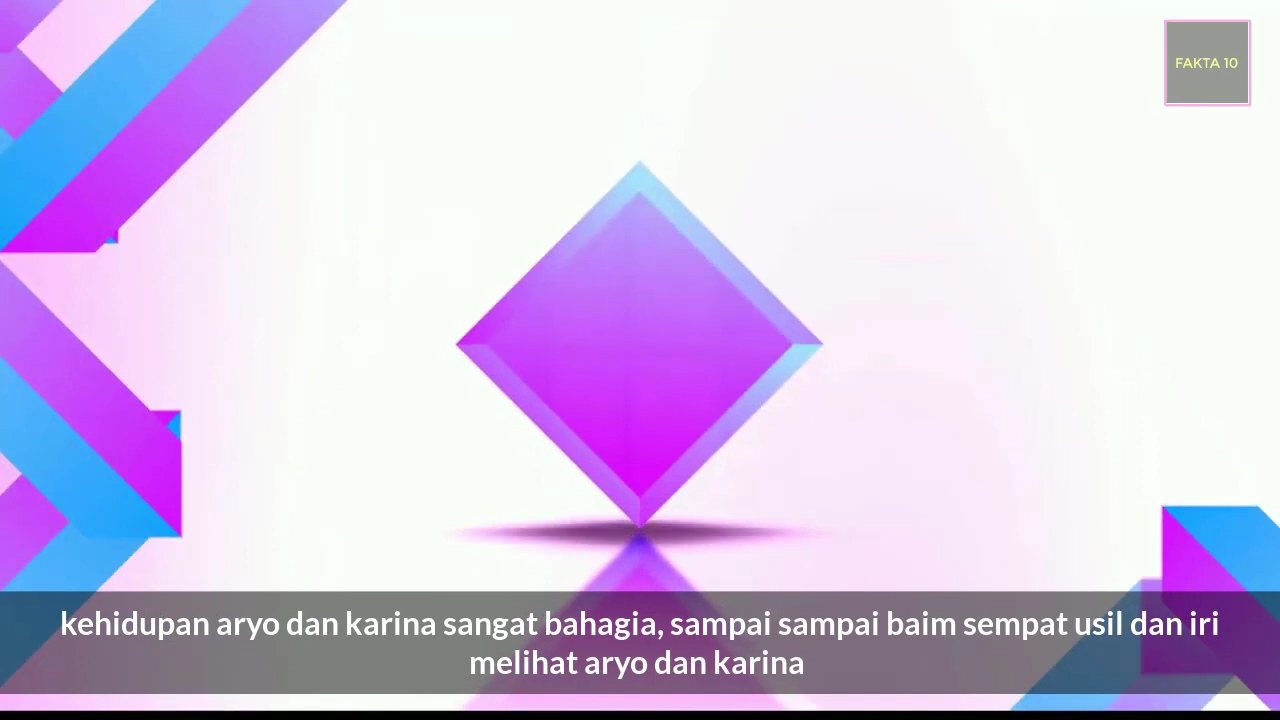 FAKTA 10
kehidupan aryo dan karina sangat bahagia, sampai sampai baim sempat usil dan iri
melihat aryo dan karina